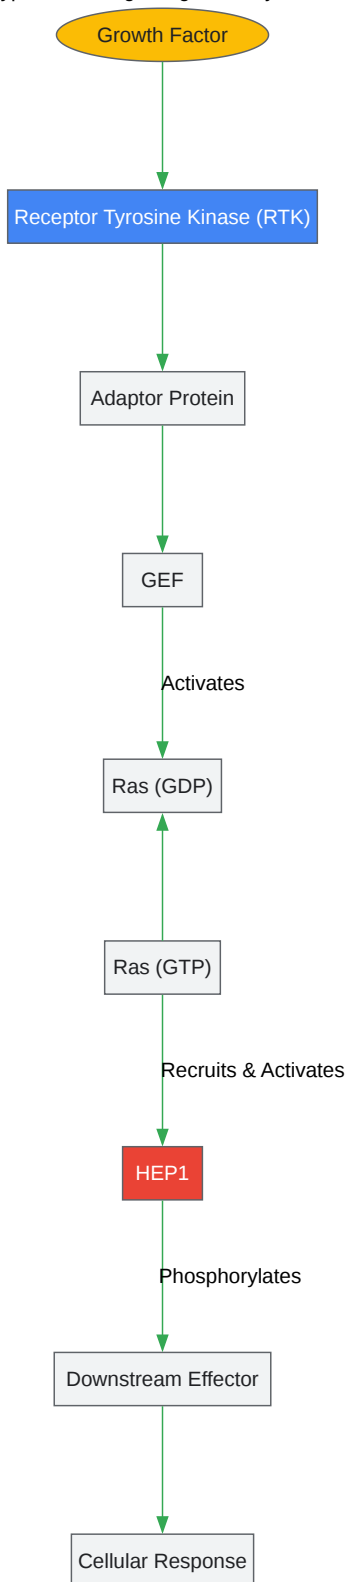 Growth Factor
Receptor Tyrosine Kinase (RTK)
Adaptor Protein
GEF
Activates
Ras (GDP)
Ras (GTP)
Recruits & Activates
HEP1
Phosphorylates
Downstream Effector
Cellular Response